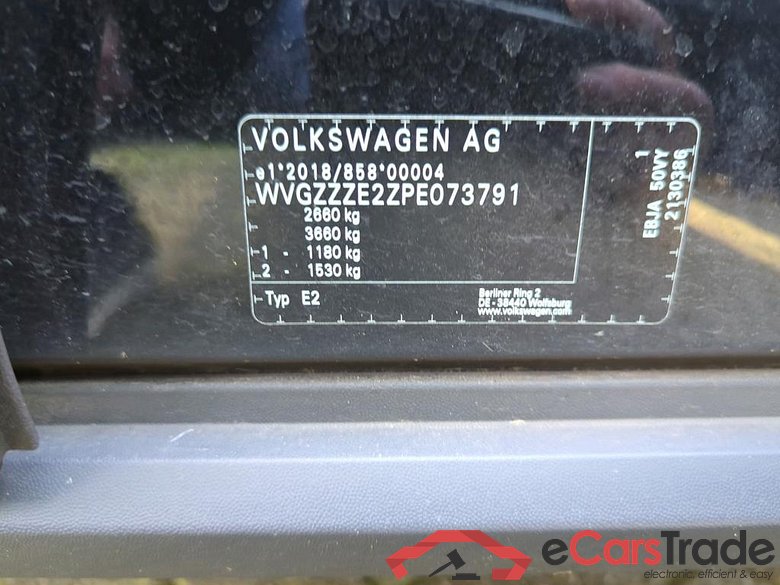 VOLKSWAGEN AG
e1*2018/858*00004
WVGZZZE2ZPE073791
2660 kg
3660 kg
1 - 1180 kg
2 - 1530 kg
Typ E2
Berliner Ring 2
DE - 38440 Wolfsburg
www.volkswagen.com
1
EBJA 50VY
2130386
eCarsTrade
electronic, efficient & easy